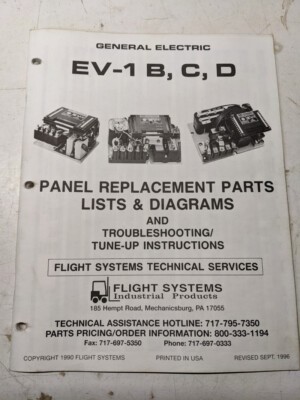 GENERAL ELECTRIC
EV-1 B, C, D
PANEL REPLACEMENT PARTS
LISTS & DIAGRAMS
AND
TROUBLESHOOTING/
TUNE-UP INSTRUCTIONS
FLIGHT SYSTEMS TECHNICAL SERVICES
FLIGHT SYSTEMS
Industrial Products
185 Hempt Road, Mechanicsburg, PA 17055
TECHNICAL ASSISTANCE HOTLINE: 717-795-7350
PARTS PRICING/ORDER INFORMATION: 800-333-1194
Fax: 717-697-5350 Phone: 717-697-0333
COPYRIGHT 1990 FLIGHT SYSTEMS PRINTED IN USA REVISED SEPT. 1996